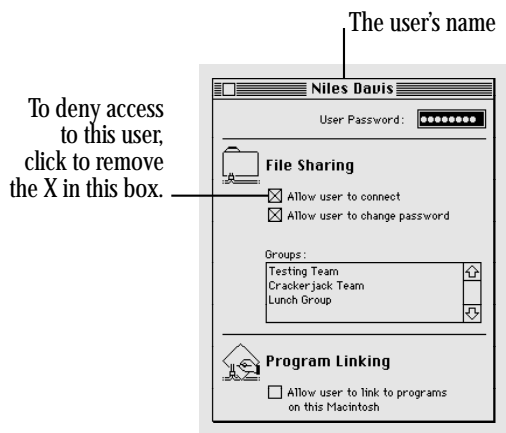 The user's name
To deny access
to this user,
click to remove
the X in this box.
Niles Davis
User Password:
File Sharing
Allow user to connect
Allow user to change password
Groups:
Testing Team
Crackerjack Team
Lunch Group
Program Linking
Allow user to link to programs
on this Macintosh